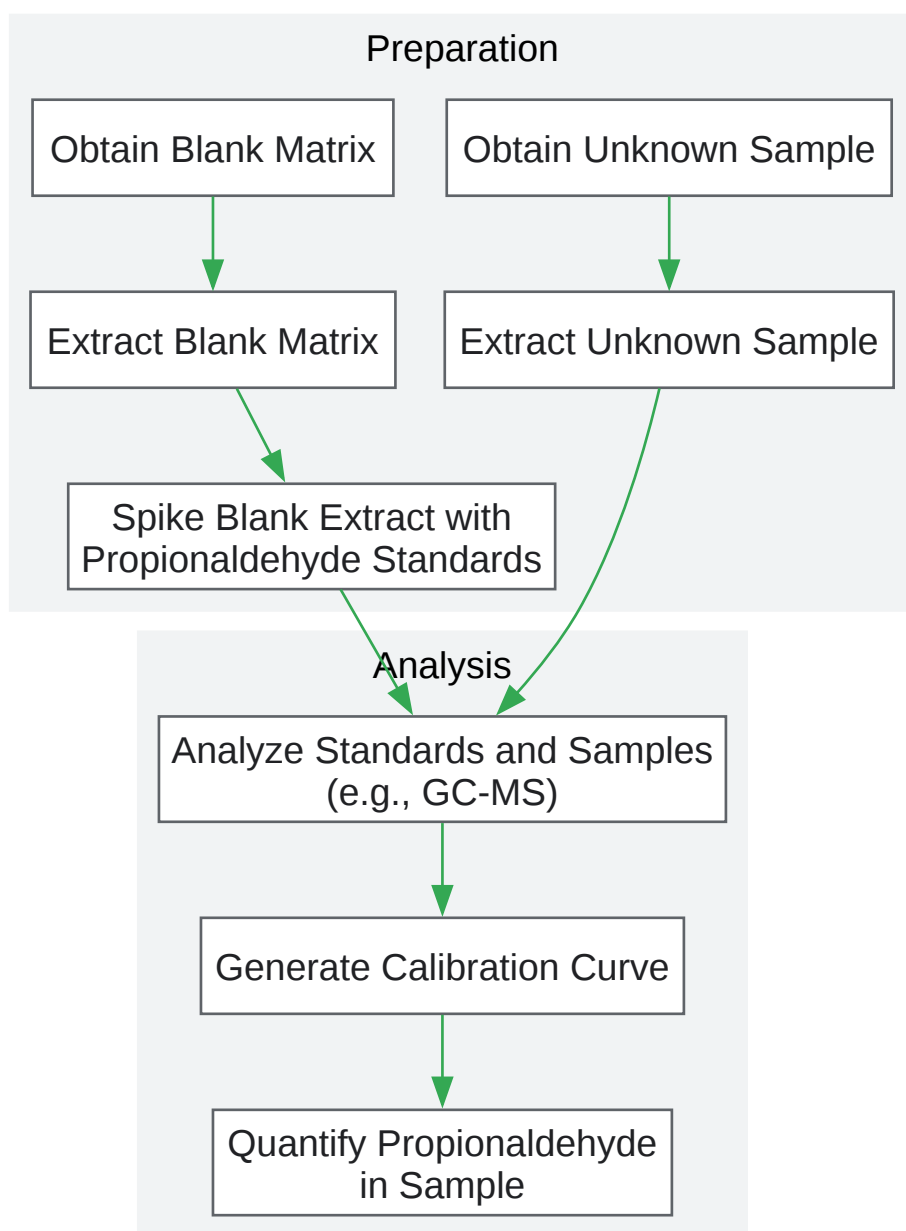 Preparation
Obtain Blank Matrix
Obtain Unknown Sample
Extract Blank Matrix
Extract Unknown Sample
Spike Blank Extract with
Propionaldehyde Standards
Analysis
Analyze Standards and Samples
(e.g., GC-MS)
Generate Calibration Curve
Quantify Propionaldehyde
in Sample